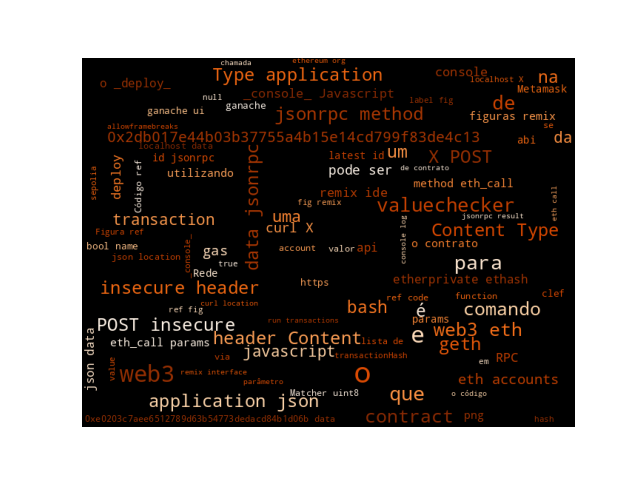 chamada
ethereum org
Type application
console
localhost X
na
o _deploy_
Metamask
null
_console_ Javascript
label fig
de
ganache ui
ganache
jsonrpc method
figuras remix
allowframebreaks
se
0x2db017e44b03b37755a4b15e14cd799f83de4c13
abi
da
localhost data
id jsonrpc
latest id
um
X POST
sepolia
deploy
Código ref
utilizando
data jsonrpc
pode ser
de contrato
method eth_call
remix ide
eth call
fig remix
valuechecker
transaction
uma
jsonrpc result
curl X
Content Type
Figura ref
bool name
console_
gas
account
valor
api
console log
o contrato
json location
true
Rede
para
https
etherprivate ethash
insecure header
ref code
function
clef
curl location
ref fig
bash
é
comando
POST insecure
run transactions
params
e
web3 eth
json data
eth_call params
header Content
lista de
geth
javascript
transactionHash
via
em
RPC
value
web3
remix interface
parâmetro
o
eth accounts
application json
Matcher uint8
que
o código
0xe0203c7aee6512789d63b54773dedacd84b1d06b data
contract
png
hash